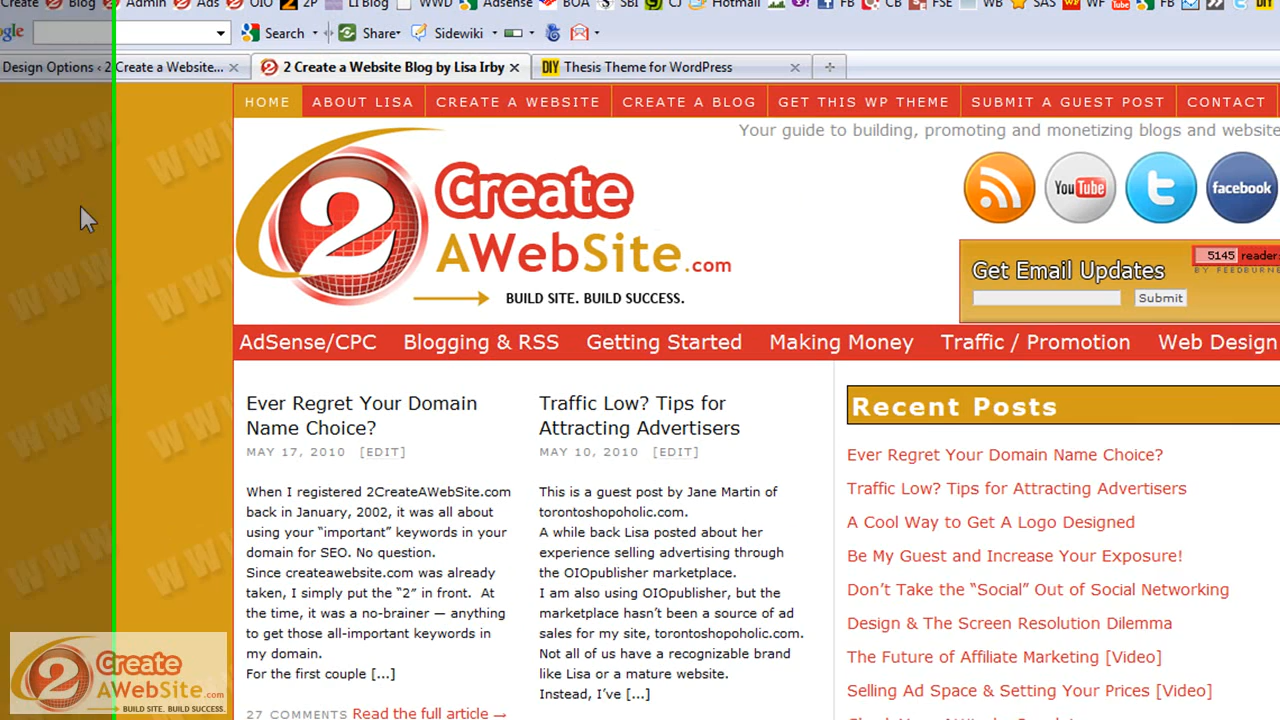 Create Blog Admin Ads OIO 2P LI Blog WWD Adsense BOA SBI CJ Hotmail FB CB FSE WB SAS WF FB
gle Search Share Sidewiki
Design Options ‹ 2 Create a Website... 2 Create a Website Blog by Lisa Irby DIY Thesis Theme for WordPress
HOME ABOUT LISA CREATE A WEBSITE CREATE A BLOG GET THIS WP THEME SUBMIT A GUEST POST CONTACT
Your guide to building, promoting and monetizing blogs and website
WWW
2 Create
AWebSite.com
BUILD SITE. BUILD SUCCESS.
YouTube facebook
5145 readers
BY FEEDBURNE
Get Email Updates
Submit
AdSense/CPC Blogging & RSS Getting Started Making Money Traffic / Promotion Web Design
Ever Regret Your Domain
Name Choice?
MAY 17, 2010 [EDIT]
When I registered 2CreateAWebSite.com
back in January, 2002, it was all about
using your “important” keywords in your
domain for SEO. No question.
Since createawebsite.com was already
taken, I simply put the “2” in front. At
the time, it was a no-brainer — anything
to get those all-important keywords in
my domain.
For the first couple [...]
27 COMMENTS Read the full article →
Traffic Low? Tips for
Attracting Advertisers
MAY 10, 2010 [EDIT]
This is a guest post by Jane Martin of
torontoshopoholic.com.
A while back Lisa posted about her
experience selling advertising through
the OIOpublisher marketplace.
I am also using OIOpublisher, but the
marketplace hasn’t been a source of ad
sales for my site, torontoshopoholic.com.
Not all of us have a recognizable brand
like Lisa or a mature website.
Instead, I’ve [...]
Recent Posts
Ever Regret Your Domain Name Choice?
Traffic Low? Tips for Attracting Advertisers
A Cool Way to Get A Logo Designed
Be My Guest and Increase Your Exposure!
Don’t Take the “Social” Out of Social Networking
Design & The Screen Resolution Dilemma
The Future of Affiliate Marketing [Video]
Selling Ad Space & Setting Your Prices [Video]
2 Create
AWebSite.com
BUILD SITE. BUILD SUCCESS.